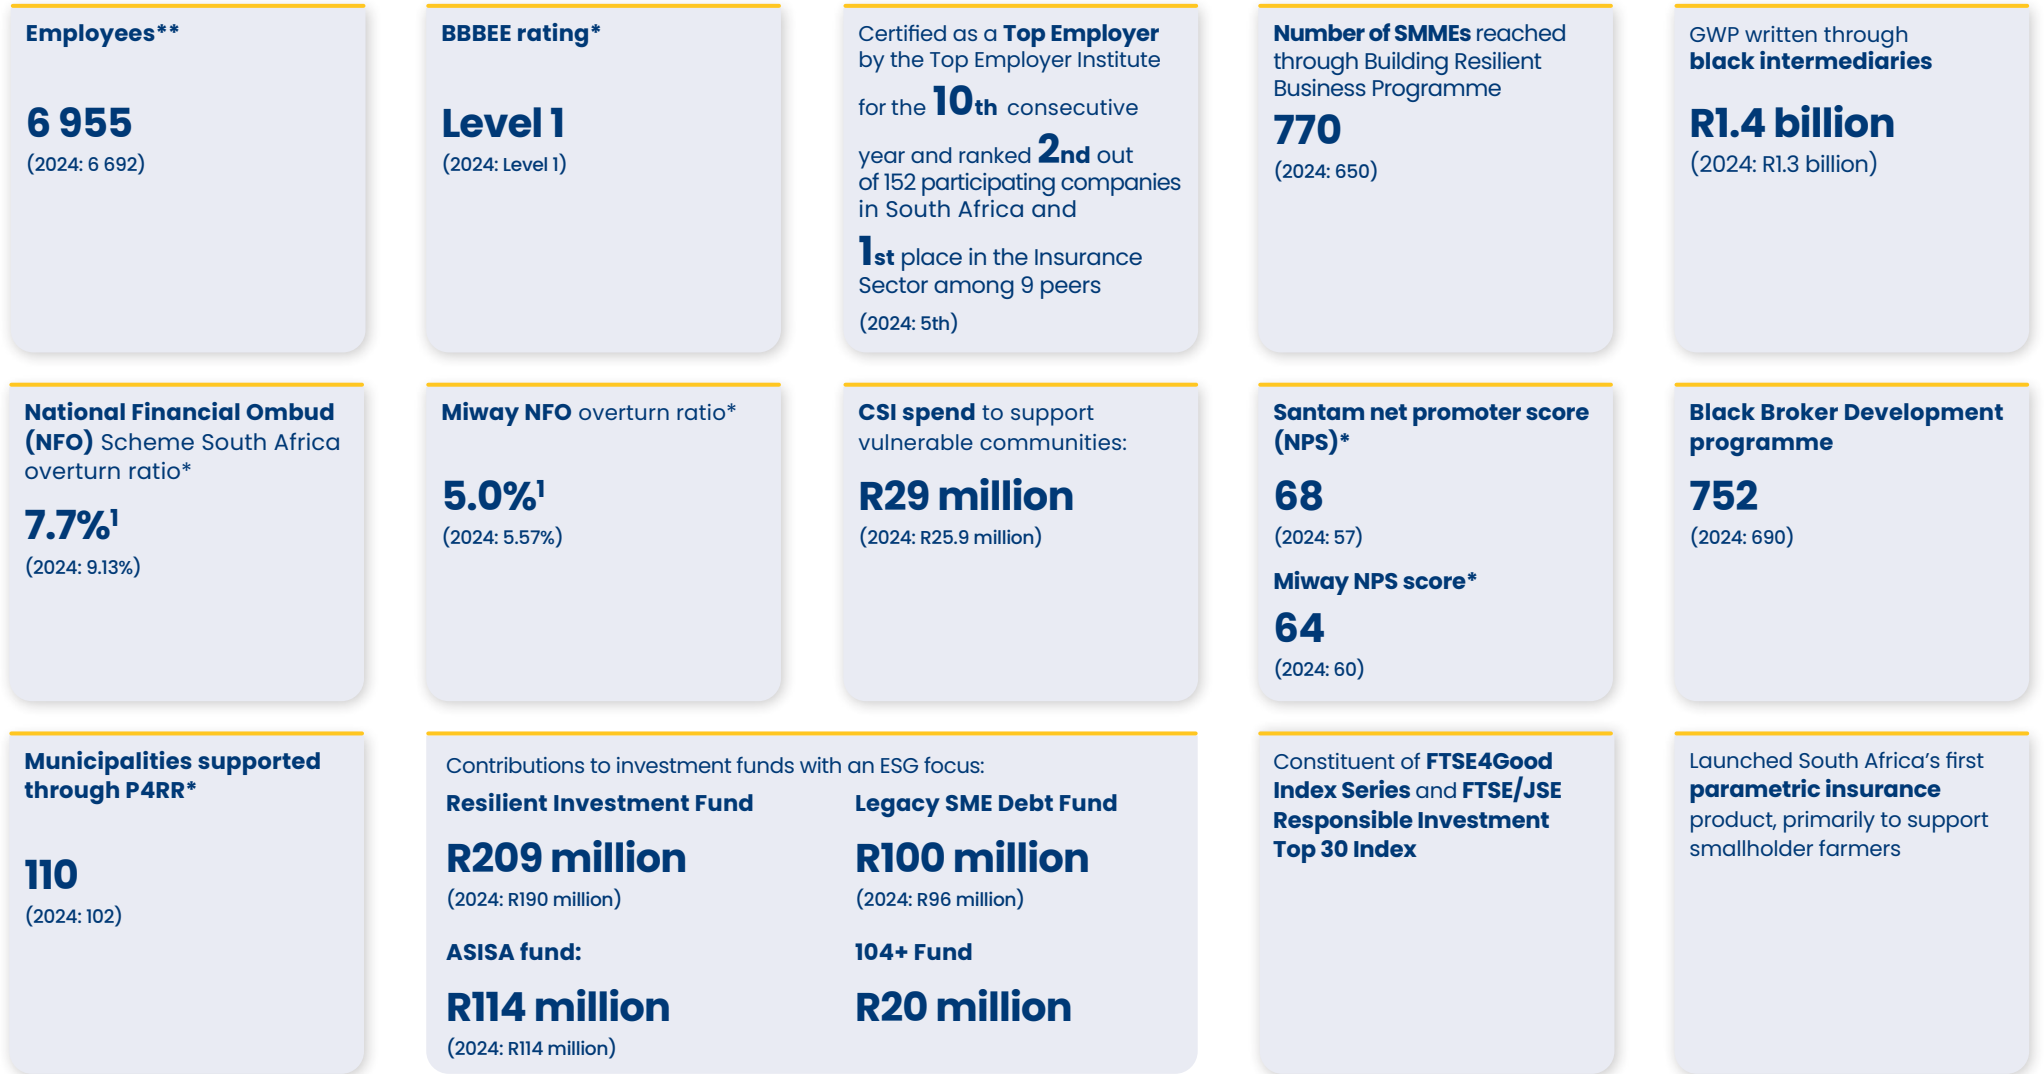 Employees**
6 955
(2024: 6 692)
BBBEE rating*
Level 1
(2024: Level 1)
Certified as a Top Employer
by the Top Employer Institute
for the 10th consecutive
year and ranked 2nd out
of 152 participating companies
in South Africa and
1st place in the Insurance
Sector among 9 peers
(2024: 5th)
Number of SMMEs reached
through Building Resilient
Business Programme
770
(2024: 650)
GWP written through
black intermediaries
R1.4 billion
(2024: R1.3 billion)
National Financial Ombud
(NFO) Scheme South Africa
overturn ratio*
7.7%¹
(2024: 9.13%)
Miway NFO overturn ratio*
5.0%¹
(2024: 5.57%)
CSI spend to support
vulnerable communities:
R29 million
(2024: R25.9 million)
Santam net promoter score
(NPS)*
68
(2024: 57)
Miway NPS score*
64
(2024: 60)
Black Broker Development
programme
752
(2024: 690)
Municipalities supported
through P4RR*
110
(2024: 102)
Contributions to investment funds with an ESG focus:
Resilient Investment Fund
R209 million
(2024: R190 million)
Legacy SME Debt Fund
R100 million
(2024: R96 million)
ASISA fund:
R114 million
(2024: R114 million)
104+ Fund
R20 million
Constituent of FTSE4Good
Index Series and FTSE/JSE
Responsible Investment
Top 30 Index
Launched South Africa's first
parametric insurance
product, primarily to support
smallholder farmers